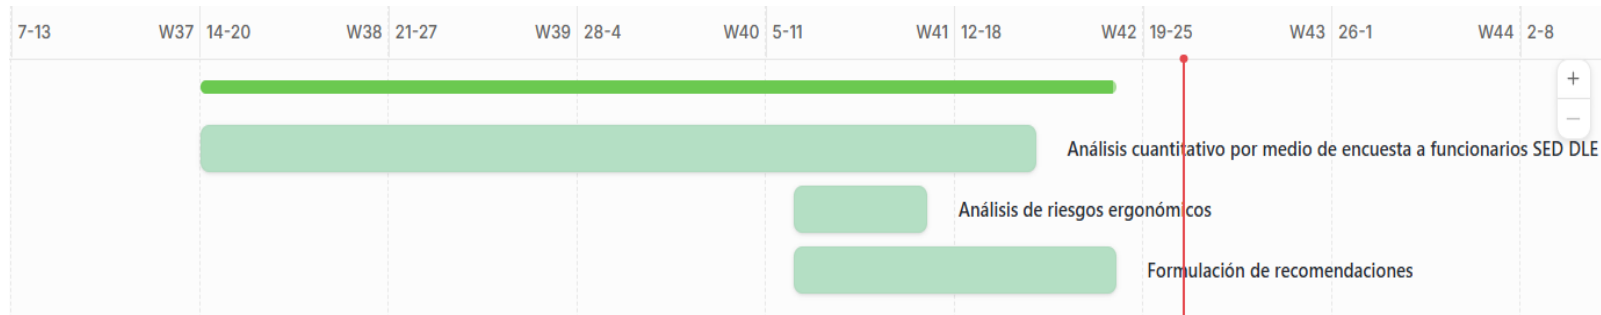 7-13 W37 14-20 W38 21-27 W39 28-4 W40 5-11 W41 12-18 W42 19-25 W43 26-1 W44 2-8
+
−
Análisis cuantitativo por medio de encuesta a funcionarios SED DLE
Análisis de riesgos ergonómicos
Formulación de recomendaciones